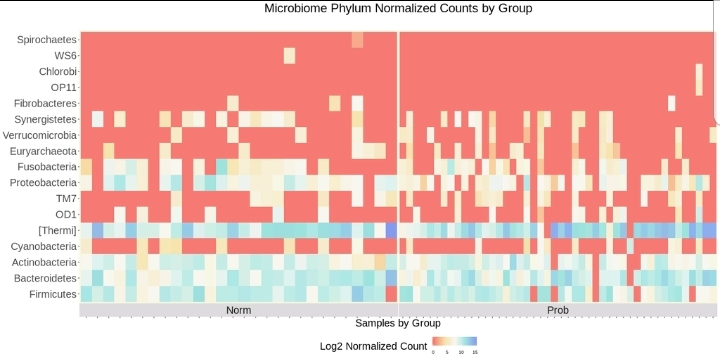 Microbiome Phylum Normalized Counts by Group
Spirochaetes
WS6
Chlorobi
OP11
Fibrobacteres
Synergistetes
Verrucomicrobia
Euryarchaeota
Fusobacteria
Proteobacteria
TM7
OD1
[Thermi]
Cyanobacteria
Actinobacteria
Bacteroidetes
Firmicutes
Norm Prob
Samples by Group
Log2 Normalized Count
0 5 10 15